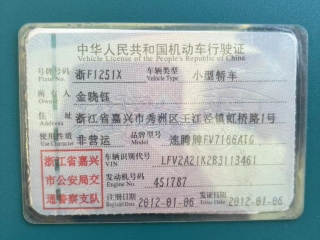 中华人民共和国机动车行驶证
Vehicle License of the People's Republic of China
号牌号码 浙F1251X 车辆类型 小型轿车
Plate No. Vehicle Type
所有人 金晓钰
Owner
住址 浙江省嘉兴市秀洲区王江泾镇虹桥路1号
Address
使用性质 非营运 品牌型号 速腾牌FV7166ATG
Use Character Model
浙江省嘉兴 车辆识别代号 LFV2A21K2B3113461
VIN
市公安局交 发动机号码 451787
Engine No.
通警察支队 注册日期 2012-01-06 发证日期 2012-01-06
Register Date Issue Date